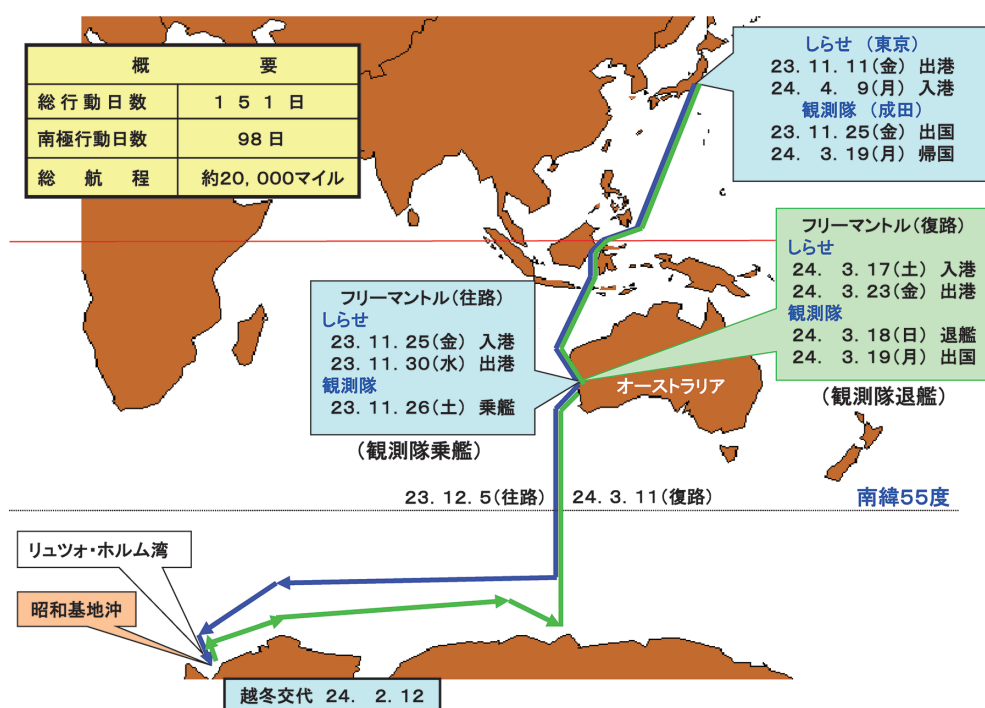 概　　要
総行動日数　１５１日
南極行動日数　98日
総航程　約20，000マイル
しらせ（東京）
23．11．11(金) 出港
24．4．9(月) 入港
観測隊（成田）
23．11．25(金) 出国
24．3．19(月) 帰国
フリーマントル(復路)
しらせ
24．3．17(土) 入港
24．3．23(金) 出港
観測隊
24．3．18(日) 退艦
24．3．19(月) 出国
(観測隊退艦)
フリーマントル(往路)
しらせ
23．11．25(金) 入港
23．11．30(水) 出港
観測隊
23．11．26(土) 乗艦
(観測隊乗艦)
オーストラリア
23．12．5(往路)
24．3．11(復路)
南緯55度
リュツォ・ホルム湾
昭和基地沖
越冬交代 24．2．12